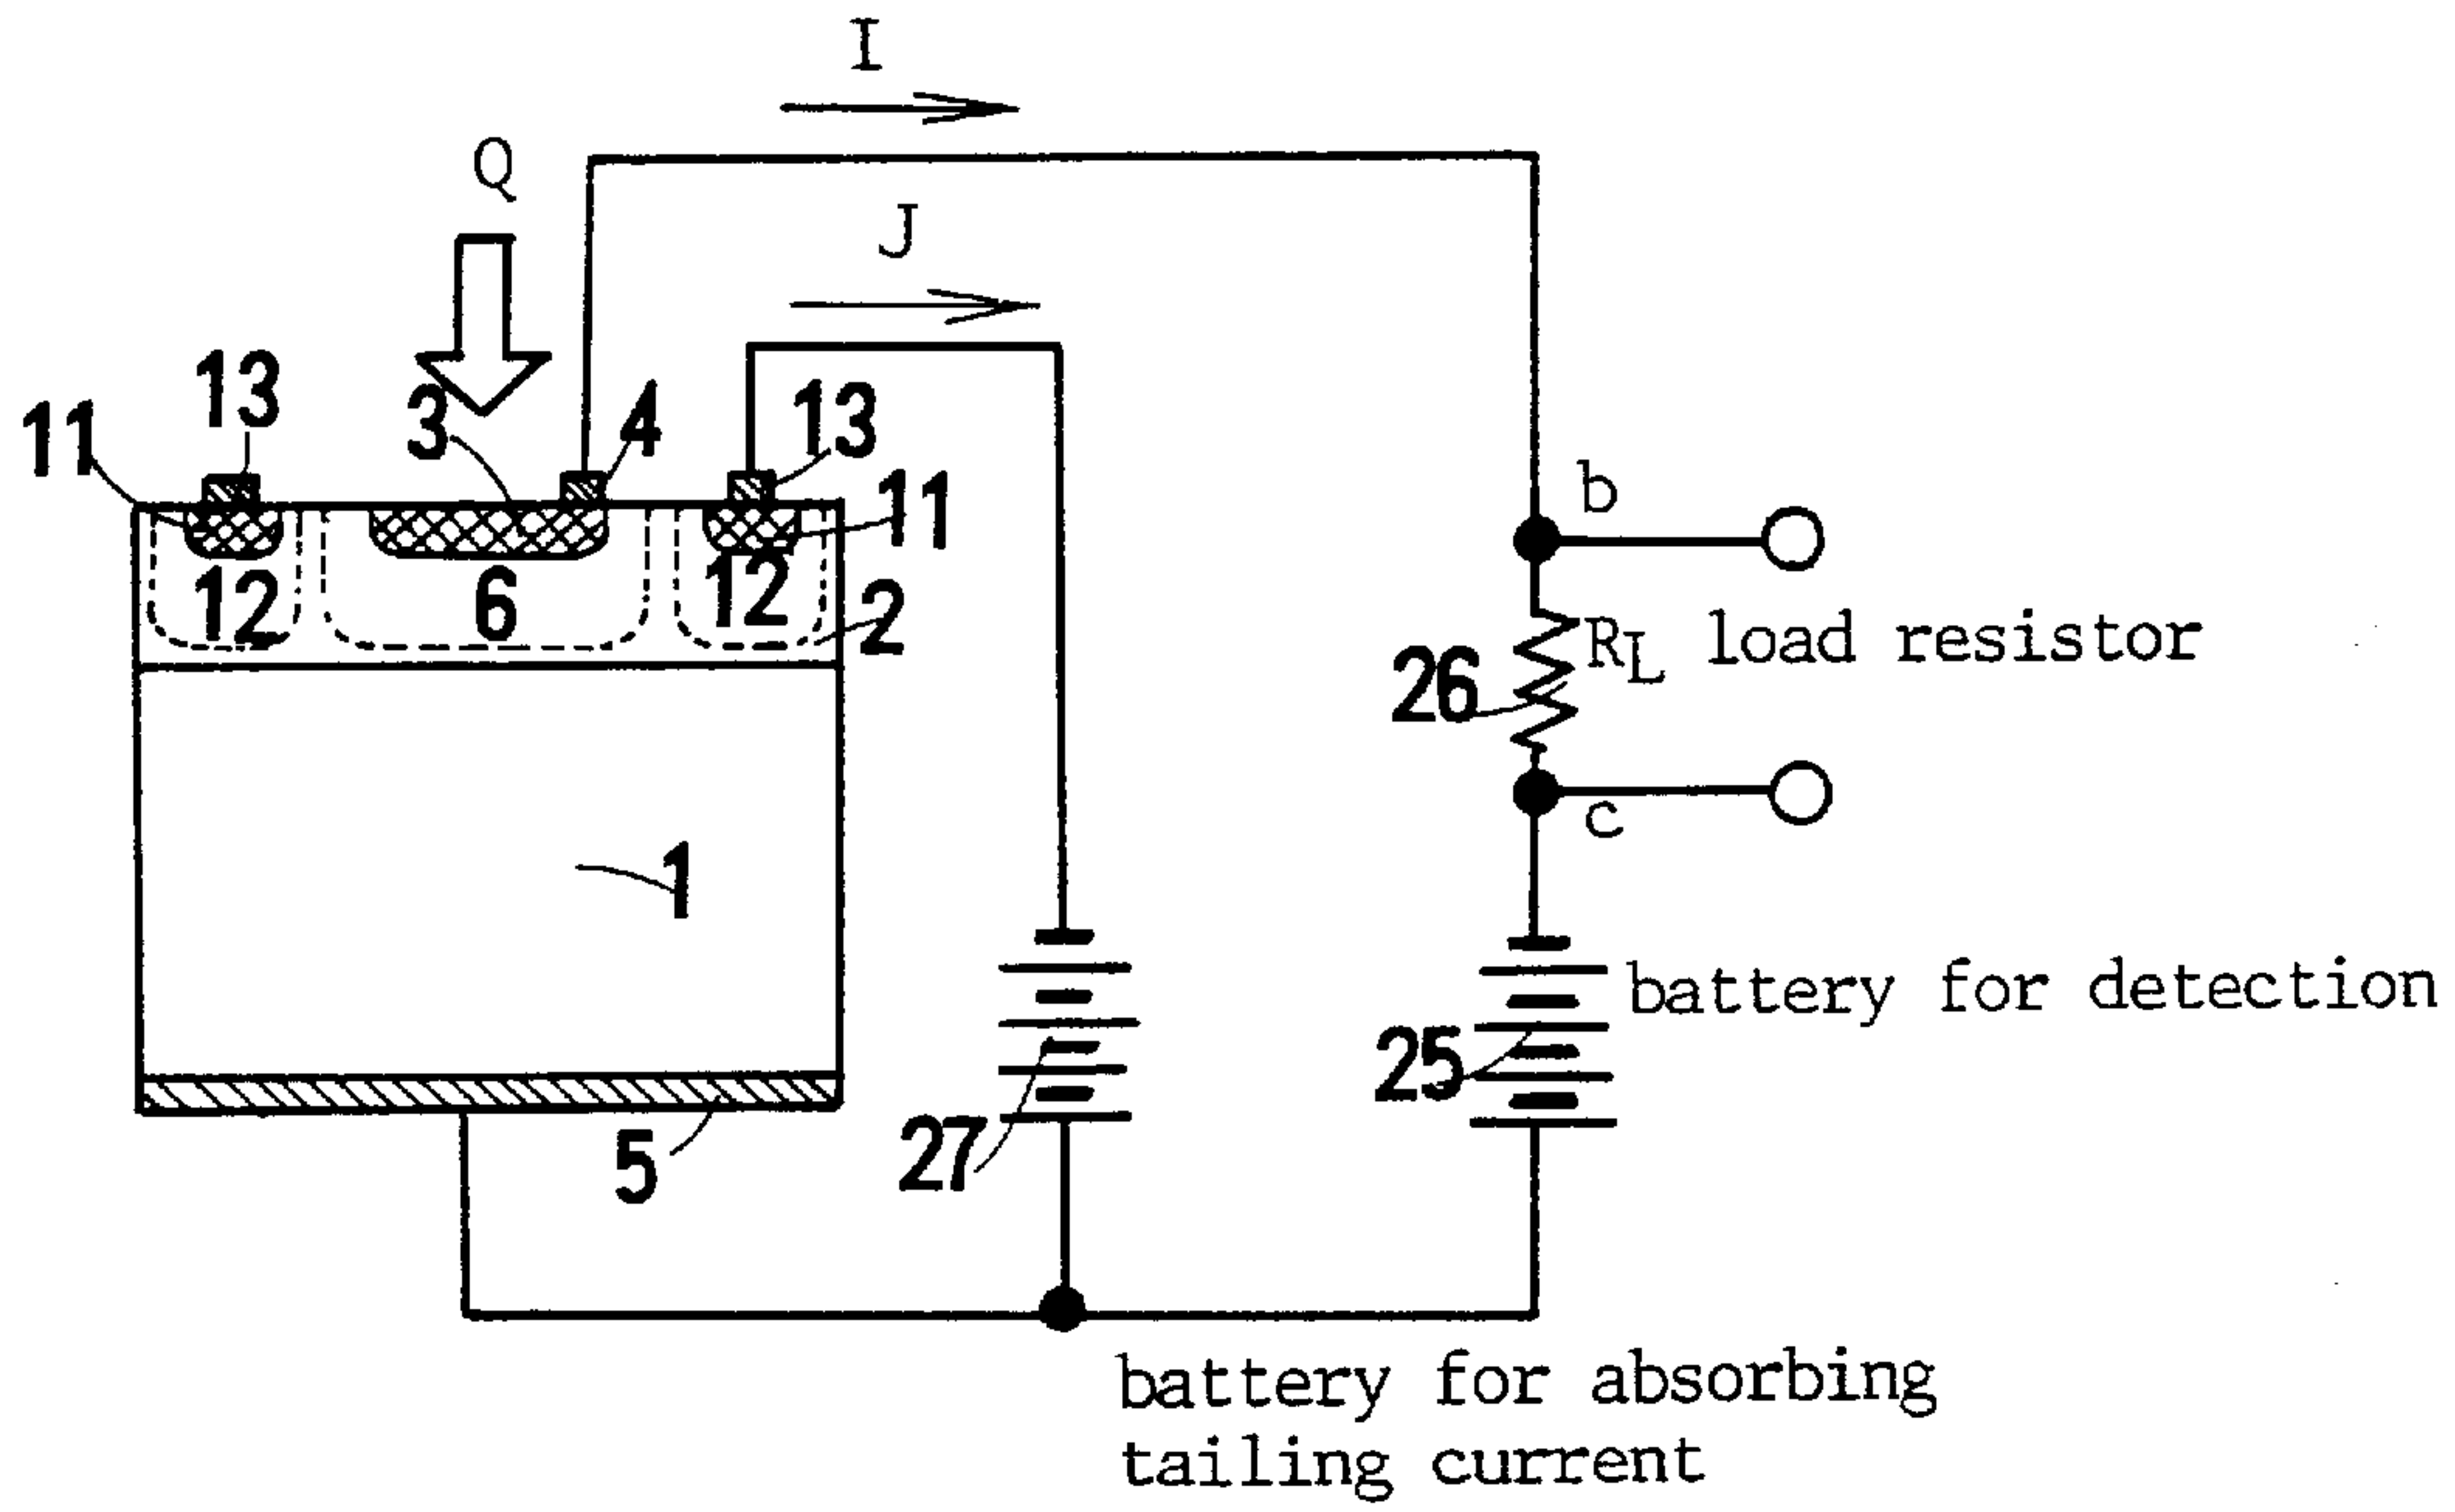 I
Q
J
13
11
3
4
13
11
12
6
12
2
b
R_L load resistor
26
c
1
battery for detection
25
27
5
battery for absorbing
tailing current